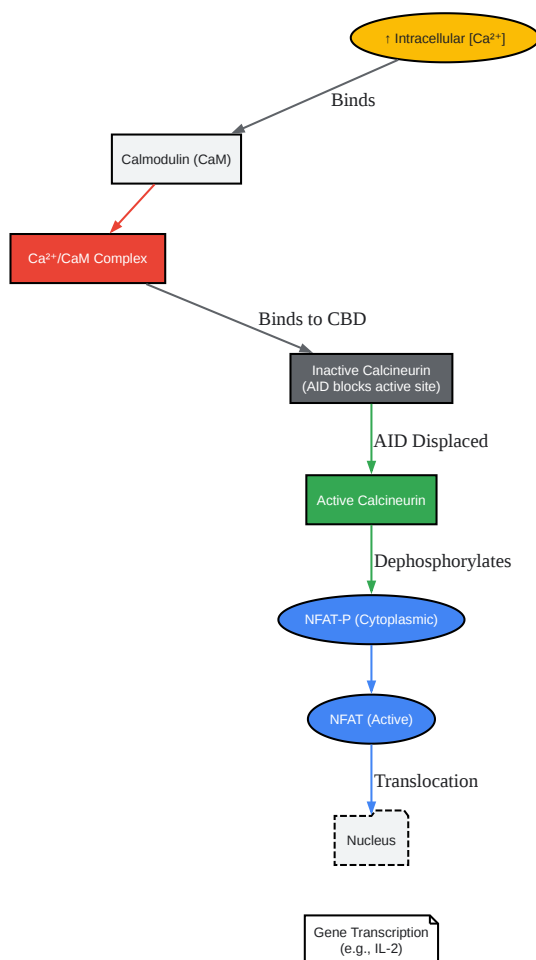 ↑ Intracellular [Ca²⁺]
Binds
Calmodulin (CaM)
Ca²⁺/CaM Complex
Binds to CBD
Inactive Calcineurin
(AID blocks active site)
AID Displaced
Active Calcineurin
Dephosphorylates
NFAT-P (Cytoplasmic)
NFAT (Active)
Translocation
Nucleus
Gene Transcription
(e.g., IL-2)